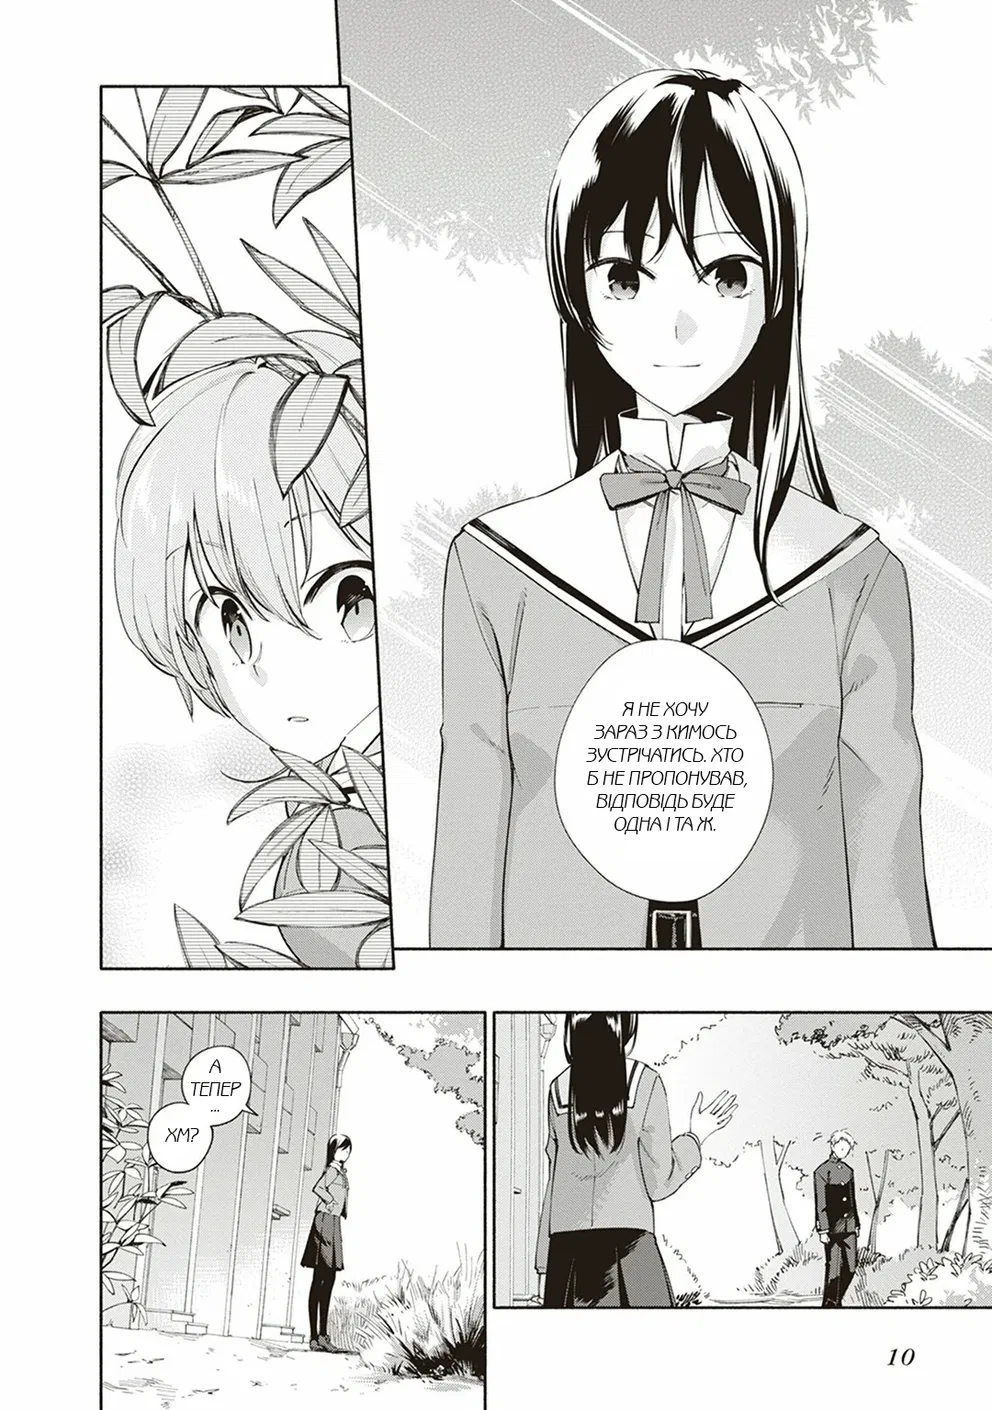 Я НЕ ХОЧУ
ЗАРАЗ З КИМОСЬ
ЗУСТРІЧАТИСЬ. ХТО
Б НЕ ПРОПОНУВАВ,
ВІДПОВІДЬ БУДЕ
ОДНА І ТА Ж.
А
ТЕПЕР
...
ХМ?
10